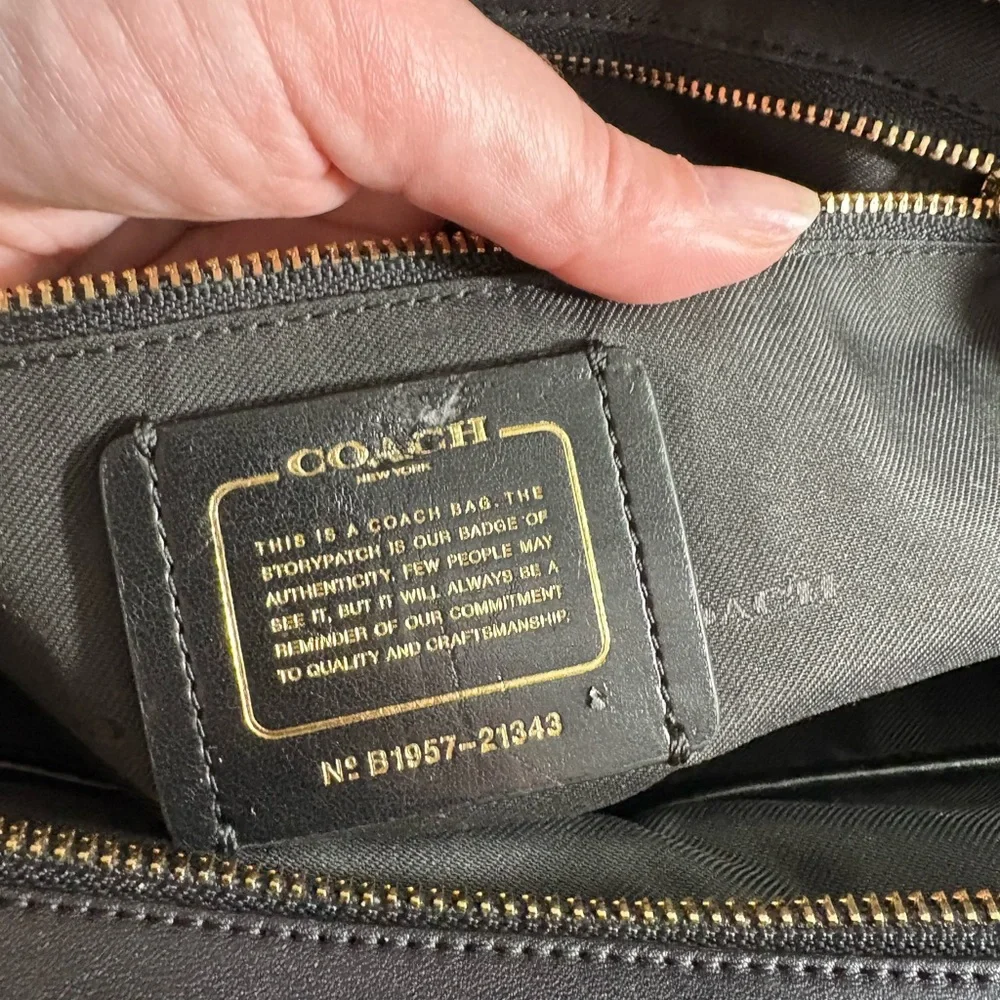 COACH
NEW YORK
THIS IS A COACH BAG. THE
STORYPATCH IS OUR BADGE OF
AUTHENTICITY. FEW PEOPLE MAY
SEE IT, BUT IT WILL ALWAYS BE A
REMINDER OF OUR COMMITMENT
TO QUALITY AND CRAFTSMANSHIP.
Nº B1957-21343
OACH